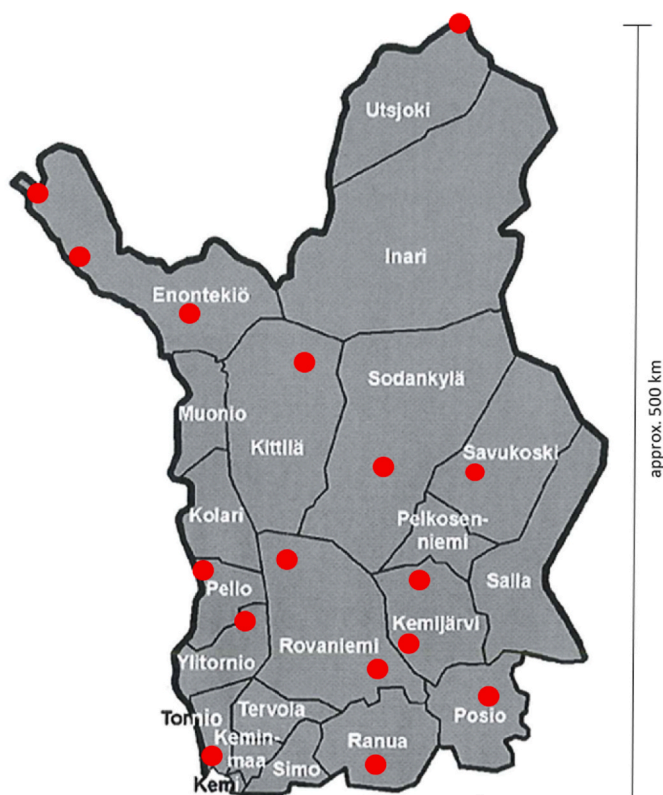 Utsjoki
Inari
Enontekiö
Sodankylä
Muonio
Kittilä
Savukoski
Kolari
Pelkosen-
niemi
Salla
Pello
Kemijärvi
Rovaniemi
Ylitornio
Tervola
Posio
Tornio
Kemin-
maa
Ranua
Simo
Kemi
approx. 500 km